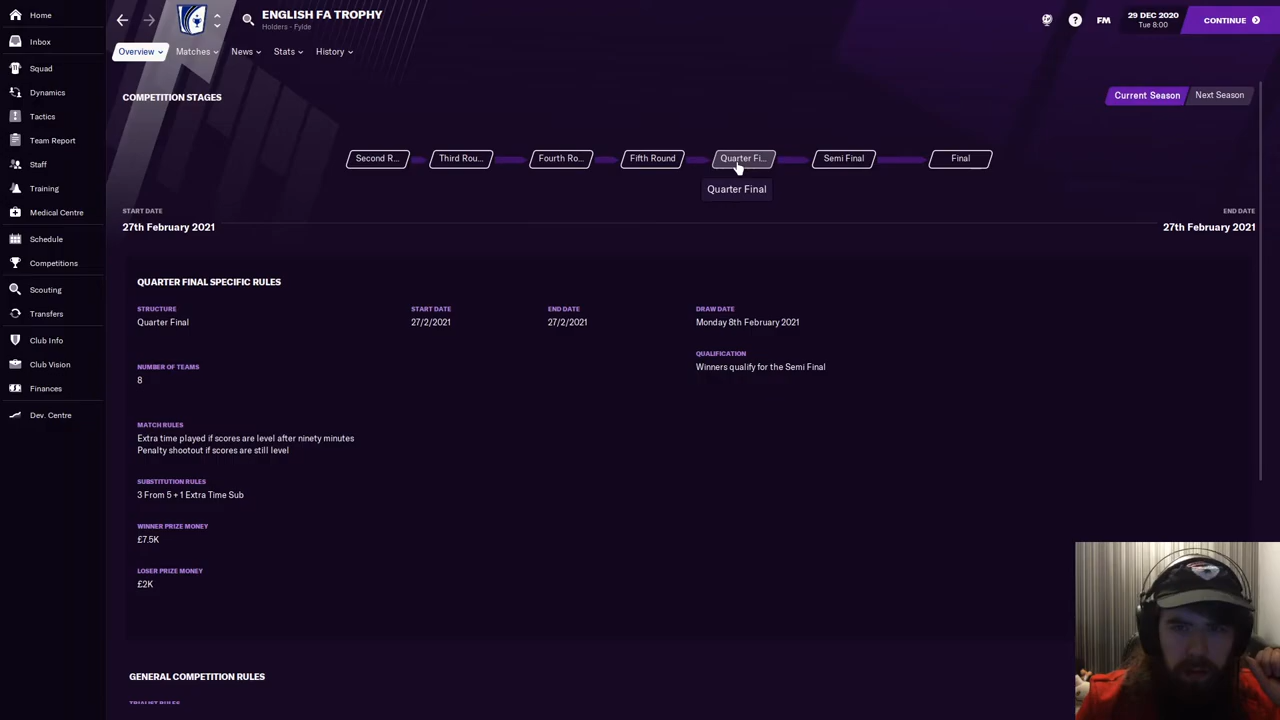 Home
Inbox
Squad
Dynamics
Tactics
Team Report
Staff
Training
Medical Centre
Schedule
Competitions
Scouting
Transfers
Club Info
Club Vision
Finances
Dev. Centre
ENGLISH FA TROPHY
Holders - Fylde
FM
29 DEC 2020
Tue 8:00
CONTINUE
Overview
Matches
News
Stats
History
COMPETITION STAGES
Current Season
Next Season
Second R...
Third Rou...
Fourth Ro...
Fifth Round
Quarter Fi...
Semi Final
Final
Quarter Final
START DATE
27th February 2021
END DATE
27th February 2021
QUARTER FINAL SPECIFIC RULES
STRUCTURE
Quarter Final
START DATE
27/2/2021
END DATE
27/2/2021
DRAW DATE
Monday 8th February 2021
QUALIFICATION
Winners qualify for the Semi Final
NUMBER OF TEAMS
8
MATCH RULES
Extra time played if scores are level after ninety minutes
Penalty shootout if scores are still level
SUBSTITUTION RULES
3 From 5 + 1 Extra Time Sub
WINNER PRIZE MONEY
£7.5K
LOSER PRIZE MONEY
£2K
GENERAL COMPETITION RULES
TRIALIST RULES